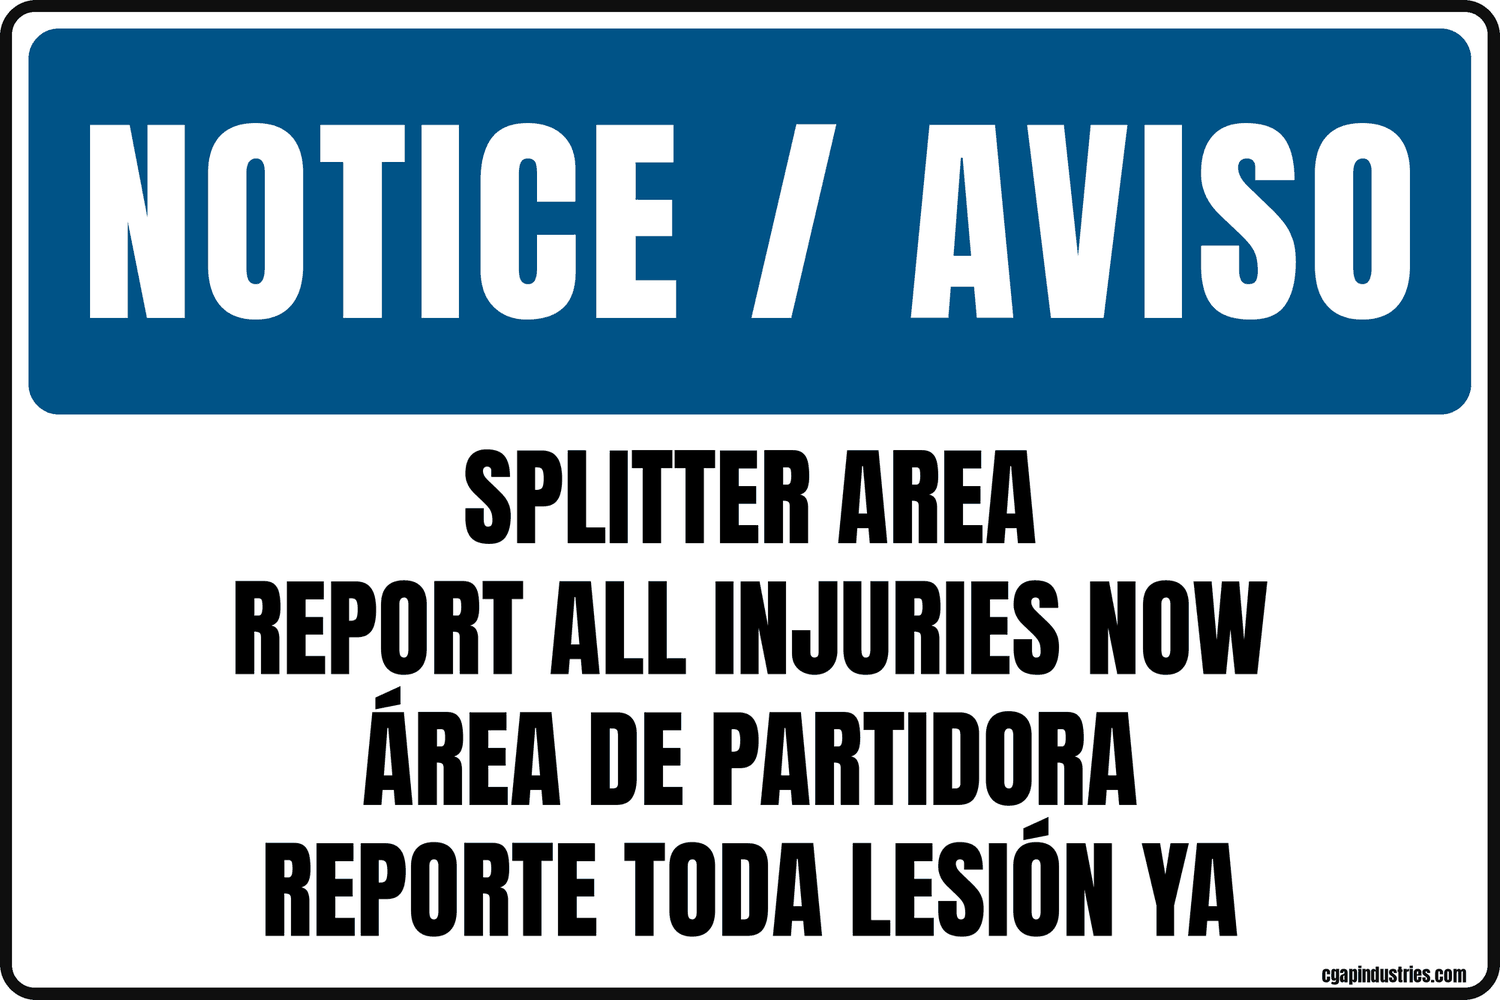 NOTICE / AVISO
SPLITTER AREA
REPORT ALL INJURIES NOW
ÁREA DE PARTIDORA
REPORTE TODA LESIÓN YA
cgapindustries.com